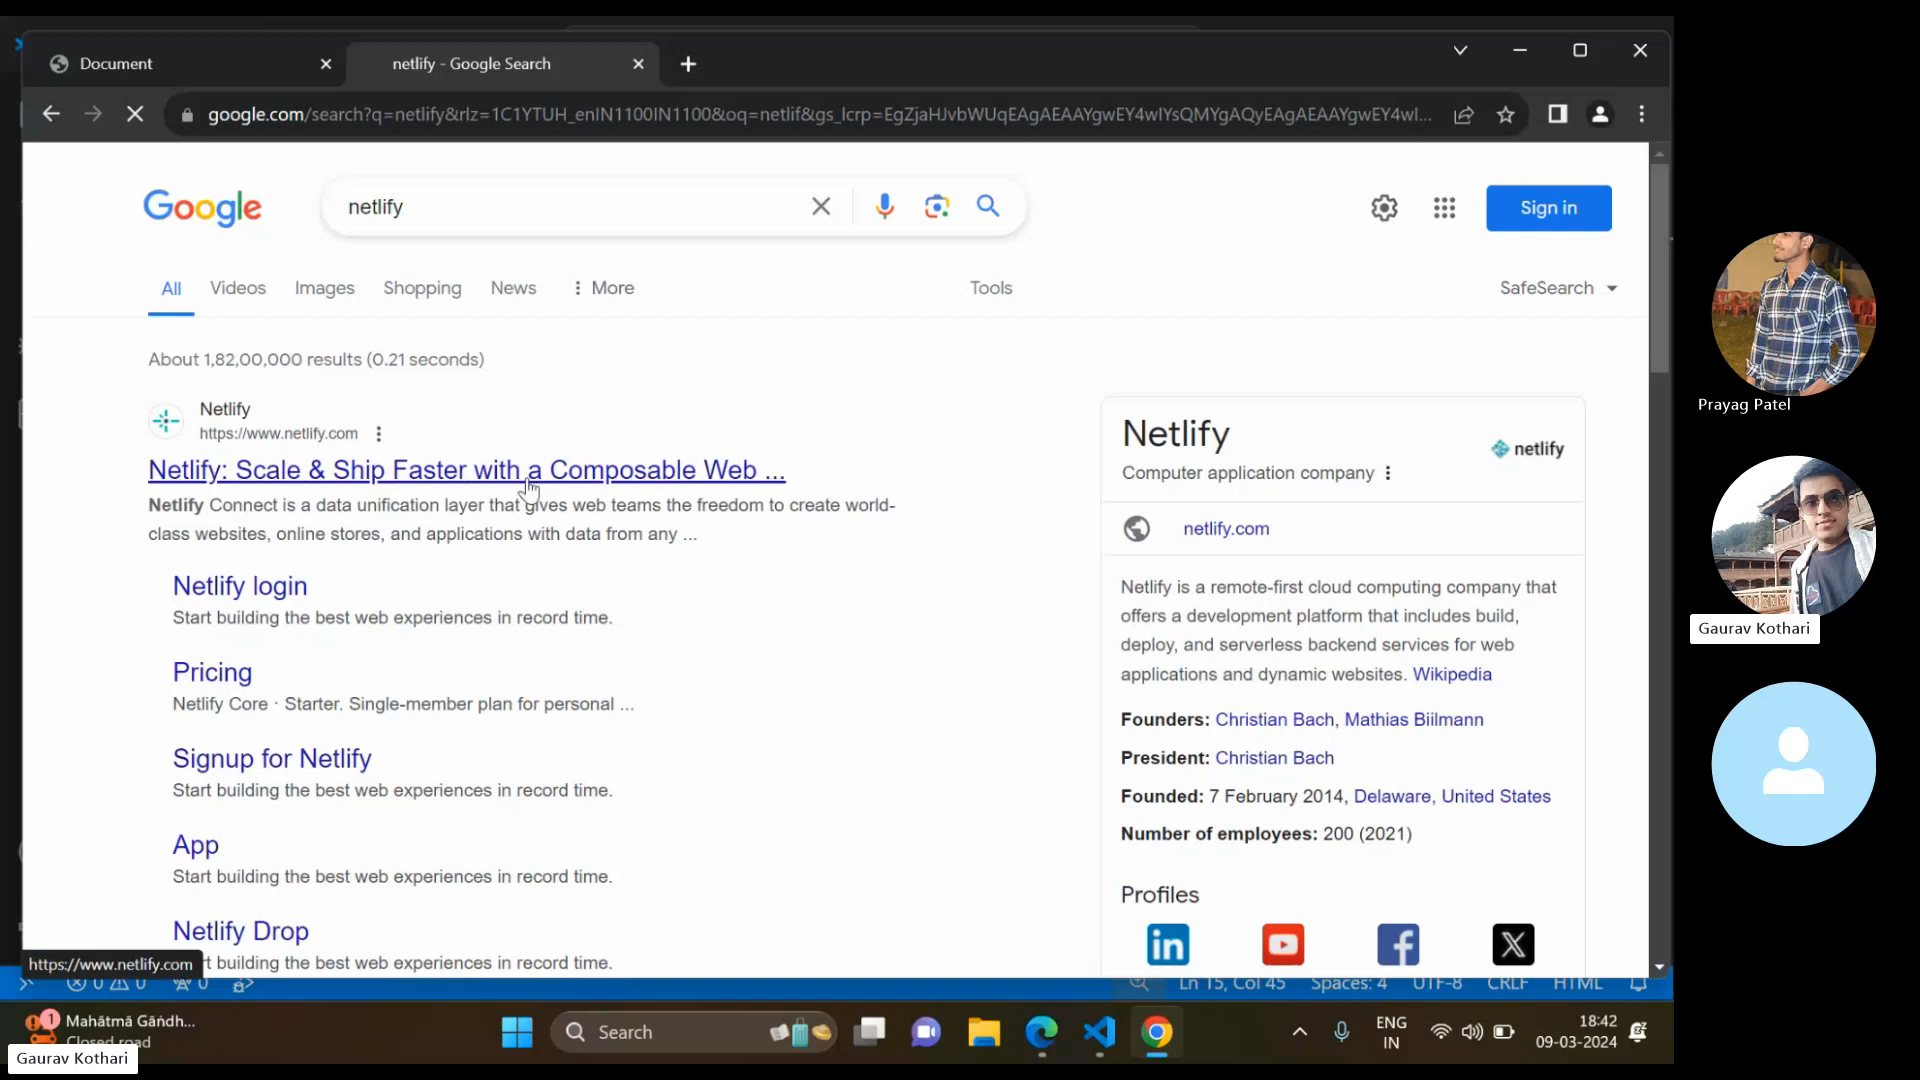 Document
netlify - Google Search
google.com/search?q=netlify&rlz=1C1YTUH_enIN1100IN1100&oq=netlif&gs_lcrp=EgZjaHJvbWUqEAgAEAAYgwEY4wIYsQMYgAQyEAgAEAAYgwEY4wI...
Google
netlify
Sign in
All
Videos
Images
Shopping
News
More
Tools
SafeSearch
About 1,82,00,000 results (0.21 seconds)
Netlify
https://www.netlify.com
Netlify: Scale & Ship Faster with a Composable Web ...
Netlify Connect is a data unification layer that gives web teams the freedom to create world-
class websites, online stores, and applications with data from any ...
Netlify login
Start building the best web experiences in record time.
Pricing
Netlify Core · Starter. Single-member plan for personal ...
Signup for Netlify
Start building the best web experiences in record time.
App
Start building the best web experiences in record time.
Netlify Drop
rt building the best web experiences in record time.
https://www.netlify.com
Netlify
netlify
Computer application company
netlify.com
Netlify is a remote-first cloud computing company that
offers a development platform that includes build,
deploy, and serverless backend services for web
applications and dynamic websites. Wikipedia
Founders: Christian Bach, Mathias Biilmann
President: Christian Bach
Founded: 7 February 2014, Delaware, United States
Number of employees: 200 (2021)
Profiles
in
X
0 0 0
Ln 15, Col 45 Spaces: 4 UTF-8 CRLF HTML
1
Mahātmā Gāndh...
Closed road
Search
ENG
IN
18:42
09-03-2024
Gaurav Kothari
Prayag Patel
Gaurav Kothari